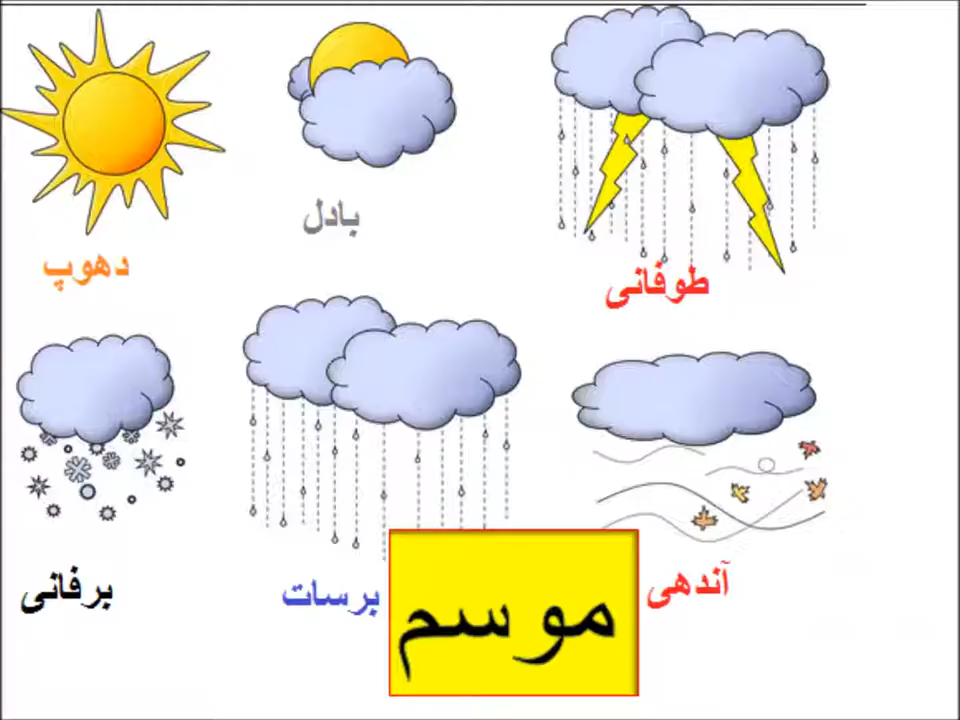 طوفانی
بادل
دھوپ
آندھی
برسات
برفانی
موسم